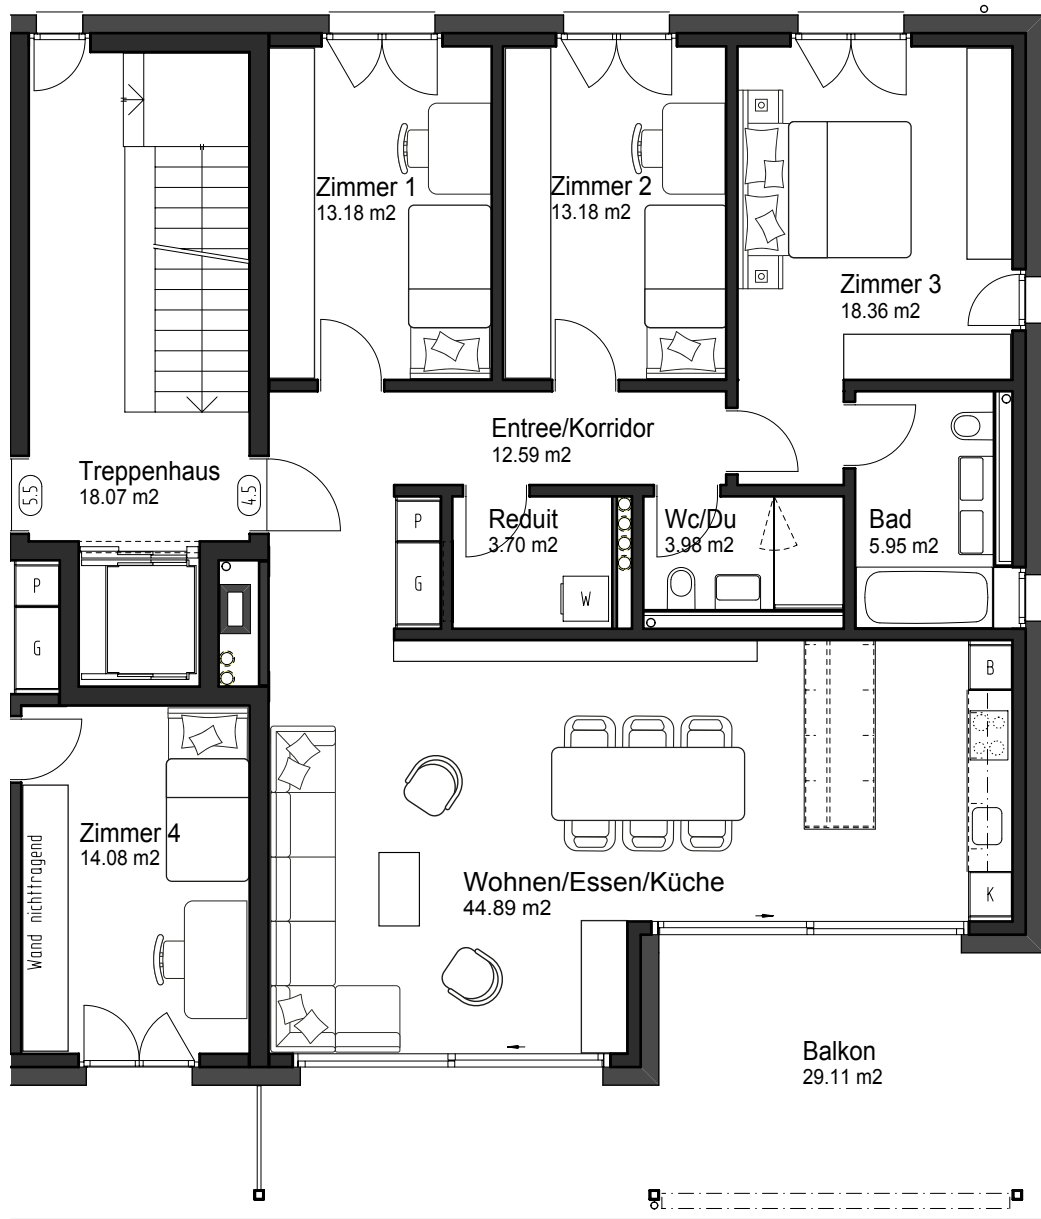 Zimmer 1
13.18 m2
Zimmer 2
13.18 m2
Zimmer 3
18.36 m2
Entree/Korridor
12.59 m2
Treppenhaus
18.07 m2
5.5
4.5
P
G
Reduit
3.70 m2
W
Wc/Du
3.98 m2
Bad
5.95 m2
P
G
B
Zimmer 4
14.08 m2
Wand nichttragend
Wohnen/Essen/Küche
44.89 m2
K
Balkon
29.11 m2